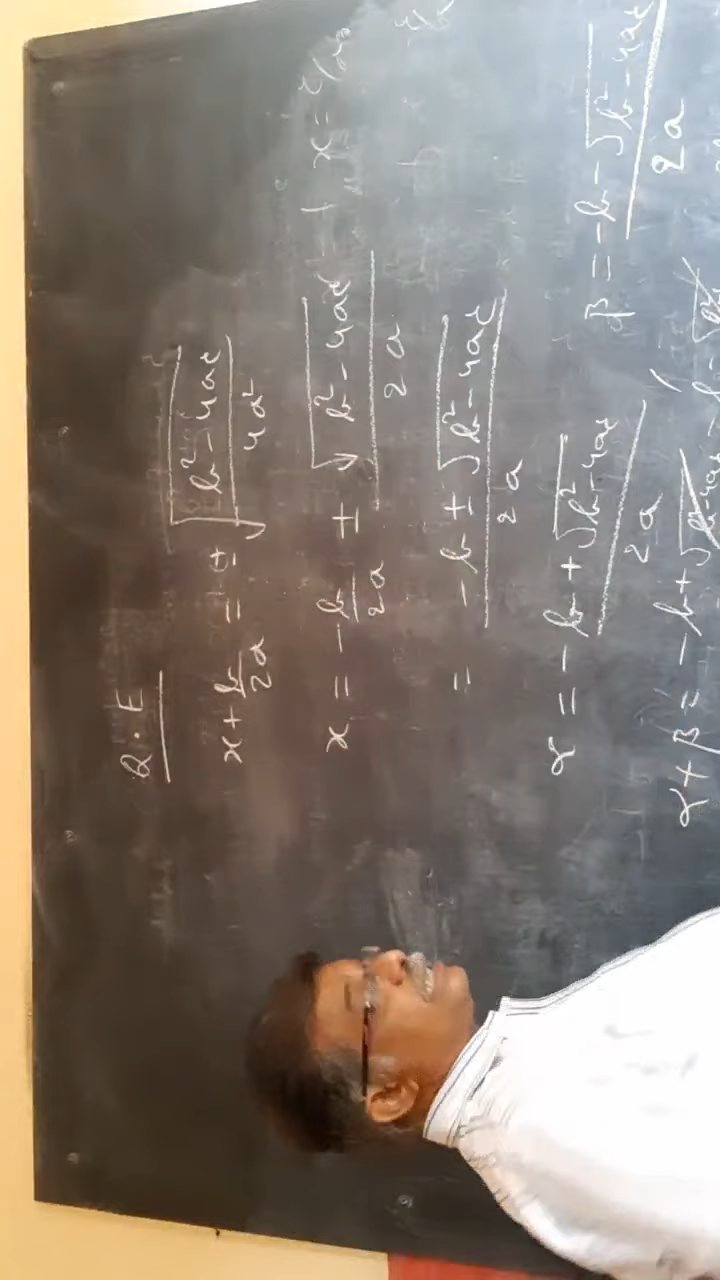 Q.E
x + b/2a = ± √(b² - 4ac / 4a²)
x = -b/2a ± √(b² - 4ac) / 2a
= -b ± √(b² - 4ac) / 2a
α = -b + √(b² - 4ac) / 2a , β = -b - √(b² - 4ac) / 2a
α + β = -b + √(b² - 4ac - b - √